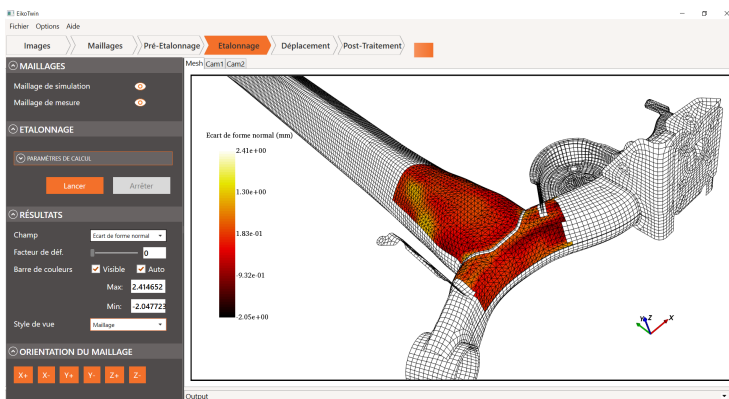 EikoTwin
Fichier Options Aide
Images Maillages Pré-Etalonnage Etalonnage Déplacement Post-Traitement
MAILLAGES
Maillage de simulation
Maillage de mesure
ETALONNAGE
PARAMÈTRES DE CALCUL
Lancer Arrêter
RÉSULTATS
Champ Ecart de forme normal
Facteur de déf. 0
Barre de couleurs Visible Auto
Max: 2.414652
Min: -2.047723
Style de vue Maillage
ORIENTATION DU MAILLAGE
X+ X- Y+ Y- Z+ Z-
Mesh Cam1 Cam2
Ecart de forme normal (mm)
2.41e+00
1.30e+00
1.83e-01
-9.32e-01
-2.05e+00
Y Z X
Output